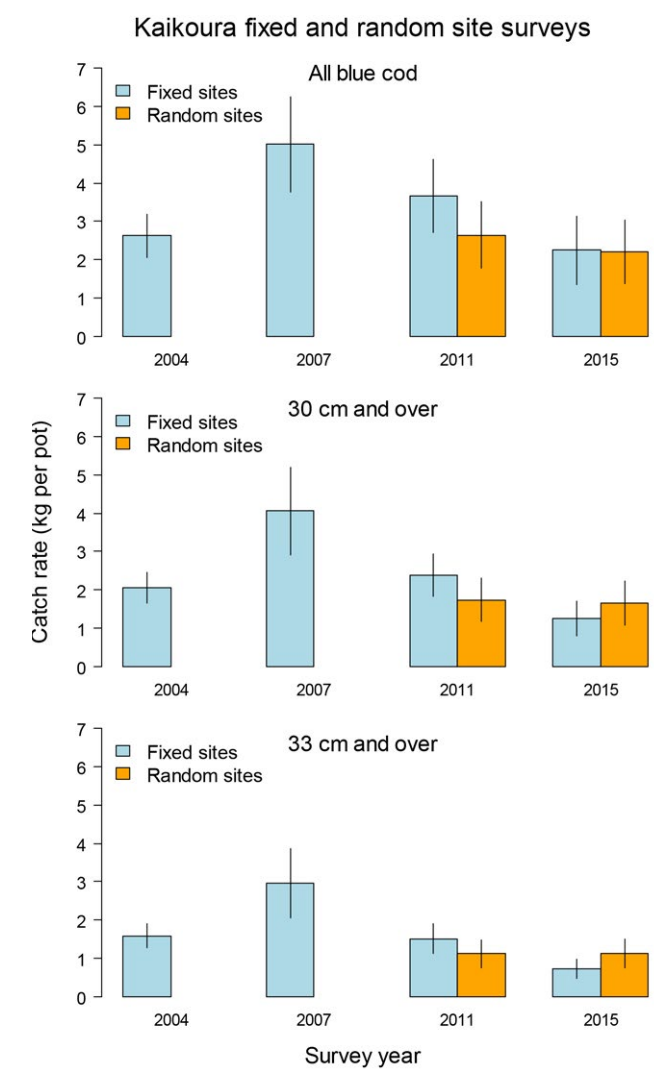 Kaikoura fixed and random site surveys
All blue cod
Fixed sites
Random sites
7
6
5
4
3
2
1
0
2004 2007 2011 2015
30 cm and over
Fixed sites
Random sites
7
6
5
4
3
2
1
0
2004 2007 2011 2015
Catch rate (kg per pot)
33 cm and over
Fixed sites
Random sites
7
6
5
4
3
2
1
0
2004 2007 2011 2015
Survey year